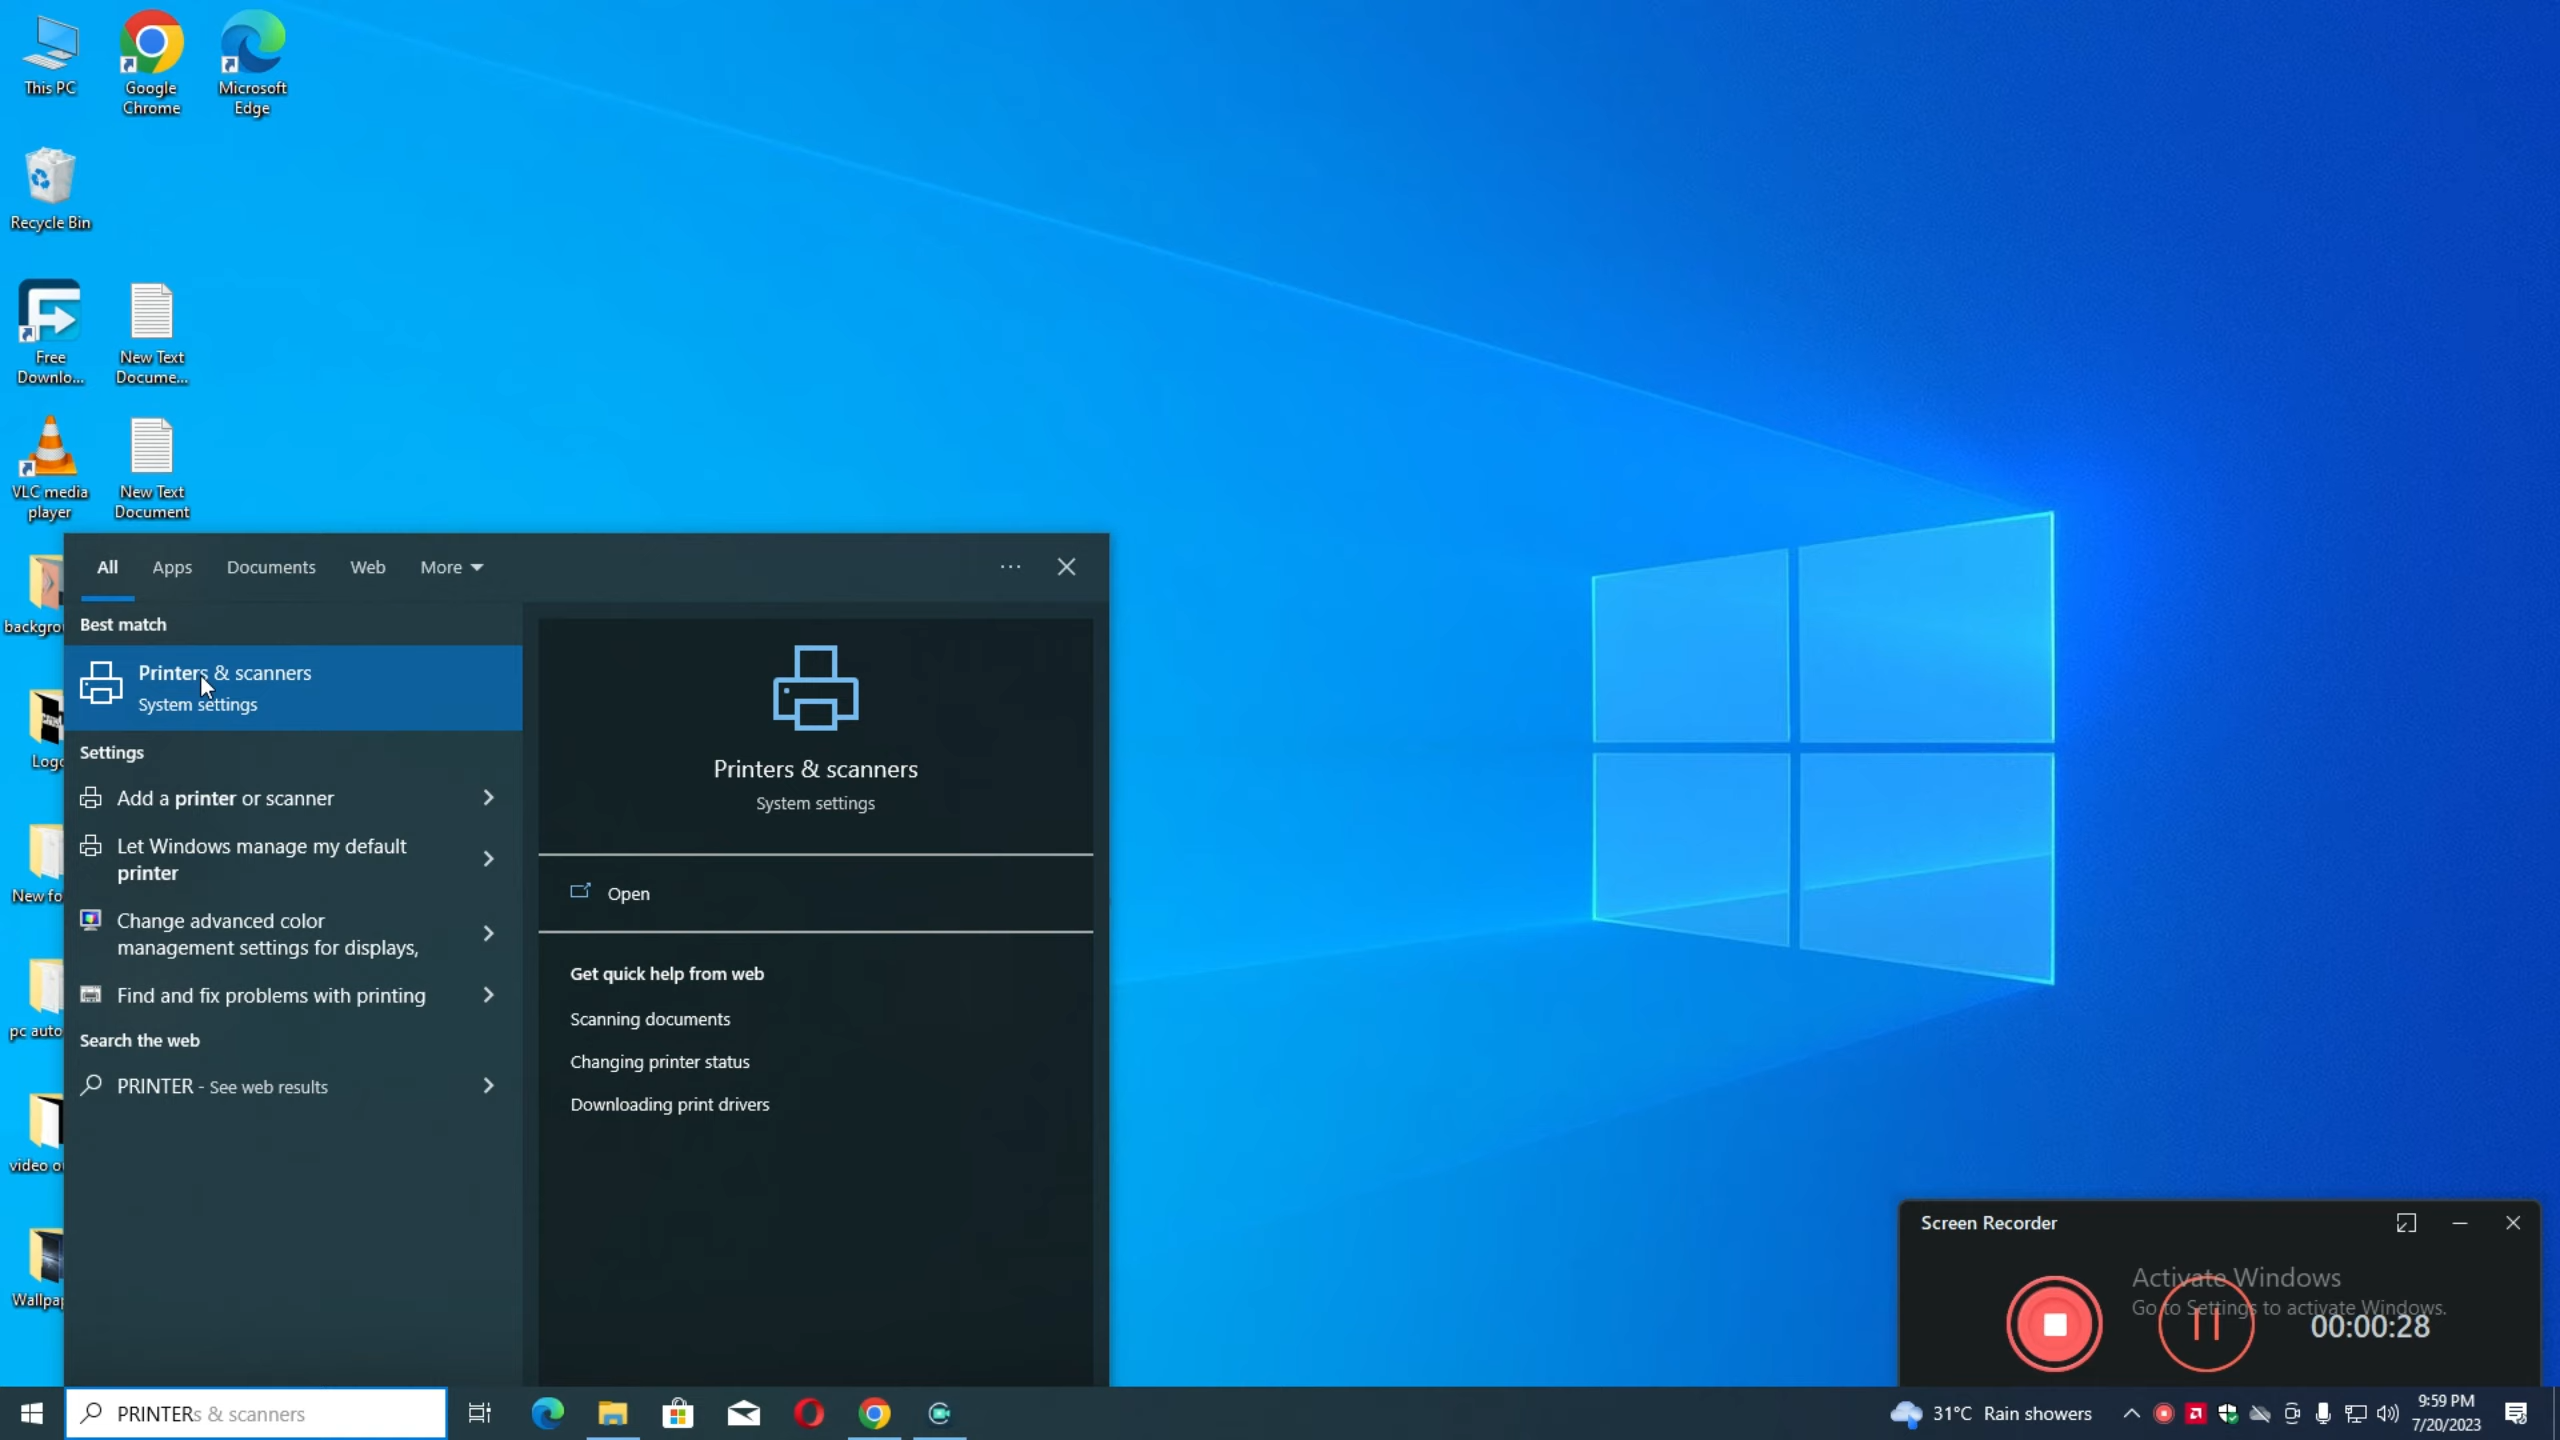 This PC
Google
Chrome
Microsoft
Edge
Recycle Bin
Free
Downlo...
New Text
Docume...
VLC media
player
New Text
Document
backgrou
Logo
New fo
pc auto
video o
Wallpap
All
Apps
Documents
Web
More
Best match
Printers & scanners
System settings
Settings
Add a printer or scanner
Let Windows manage my default
printer
Change advanced color
management settings for displays,
Find and fix problems with printing
Search the web
PRINTER - See web results
Printers & scanners
System settings
Open
Get quick help from web
Scanning documents
Changing printer status
Downloading print drivers
Screen Recorder
Activate Windows
Go to Settings to activate Windows.
00:00:28
PRINTERs & scanners
31°C Rain showers
9:59 PM
7/20/2023